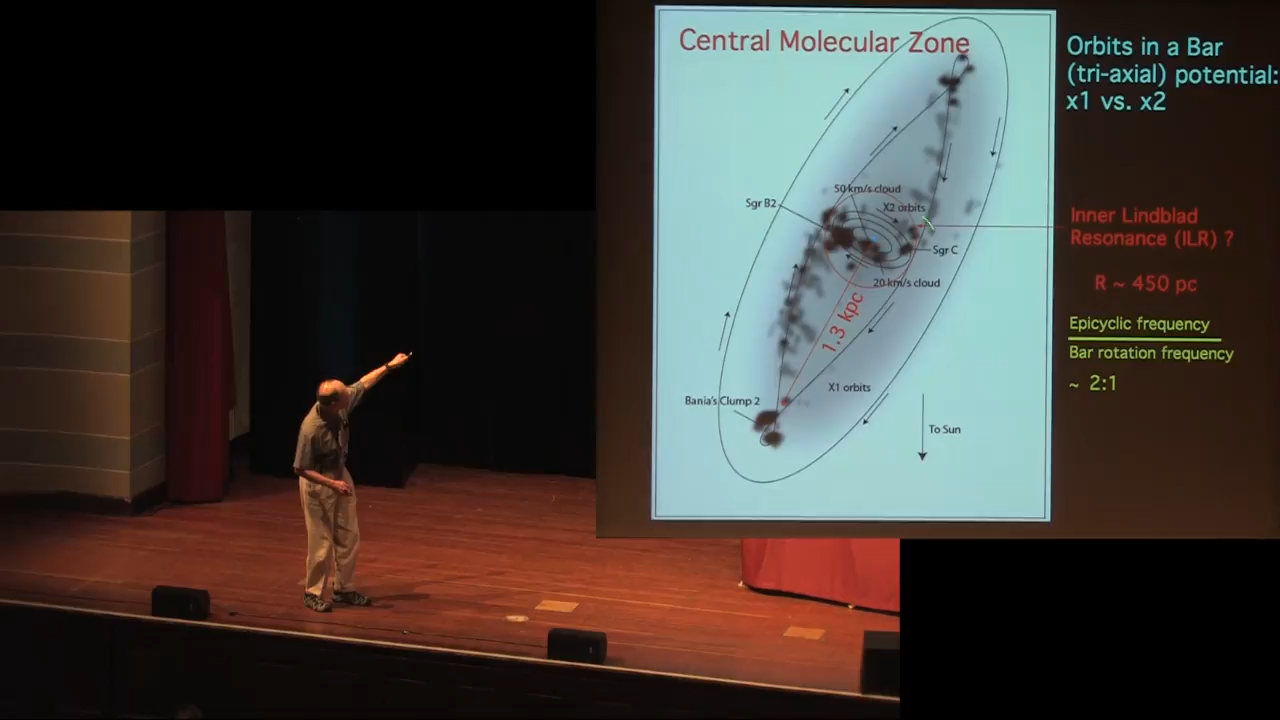 Central Molecular Zone
Orbits in a Bar
(tri-axial) potential:
x1 vs. x2
50 km/s cloud
Sgr B2
X2 orbits
Inner Lindblad
Resonance (ILR) ?
Sgr C
20 km/s cloud
R ~ 450 pc
1.3 kpc
Epicyclic frequency
Bar rotation frequency
~ 2:1
X1 orbits
Bania's Clump 2
To Sun